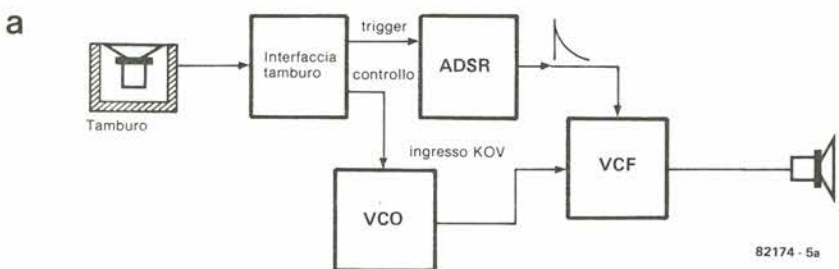 a
trigger
Interfaccia
tamburo
controllo
ADSR
Tamburo
ingresso KOV
VCO
VCF
82174 - 5a